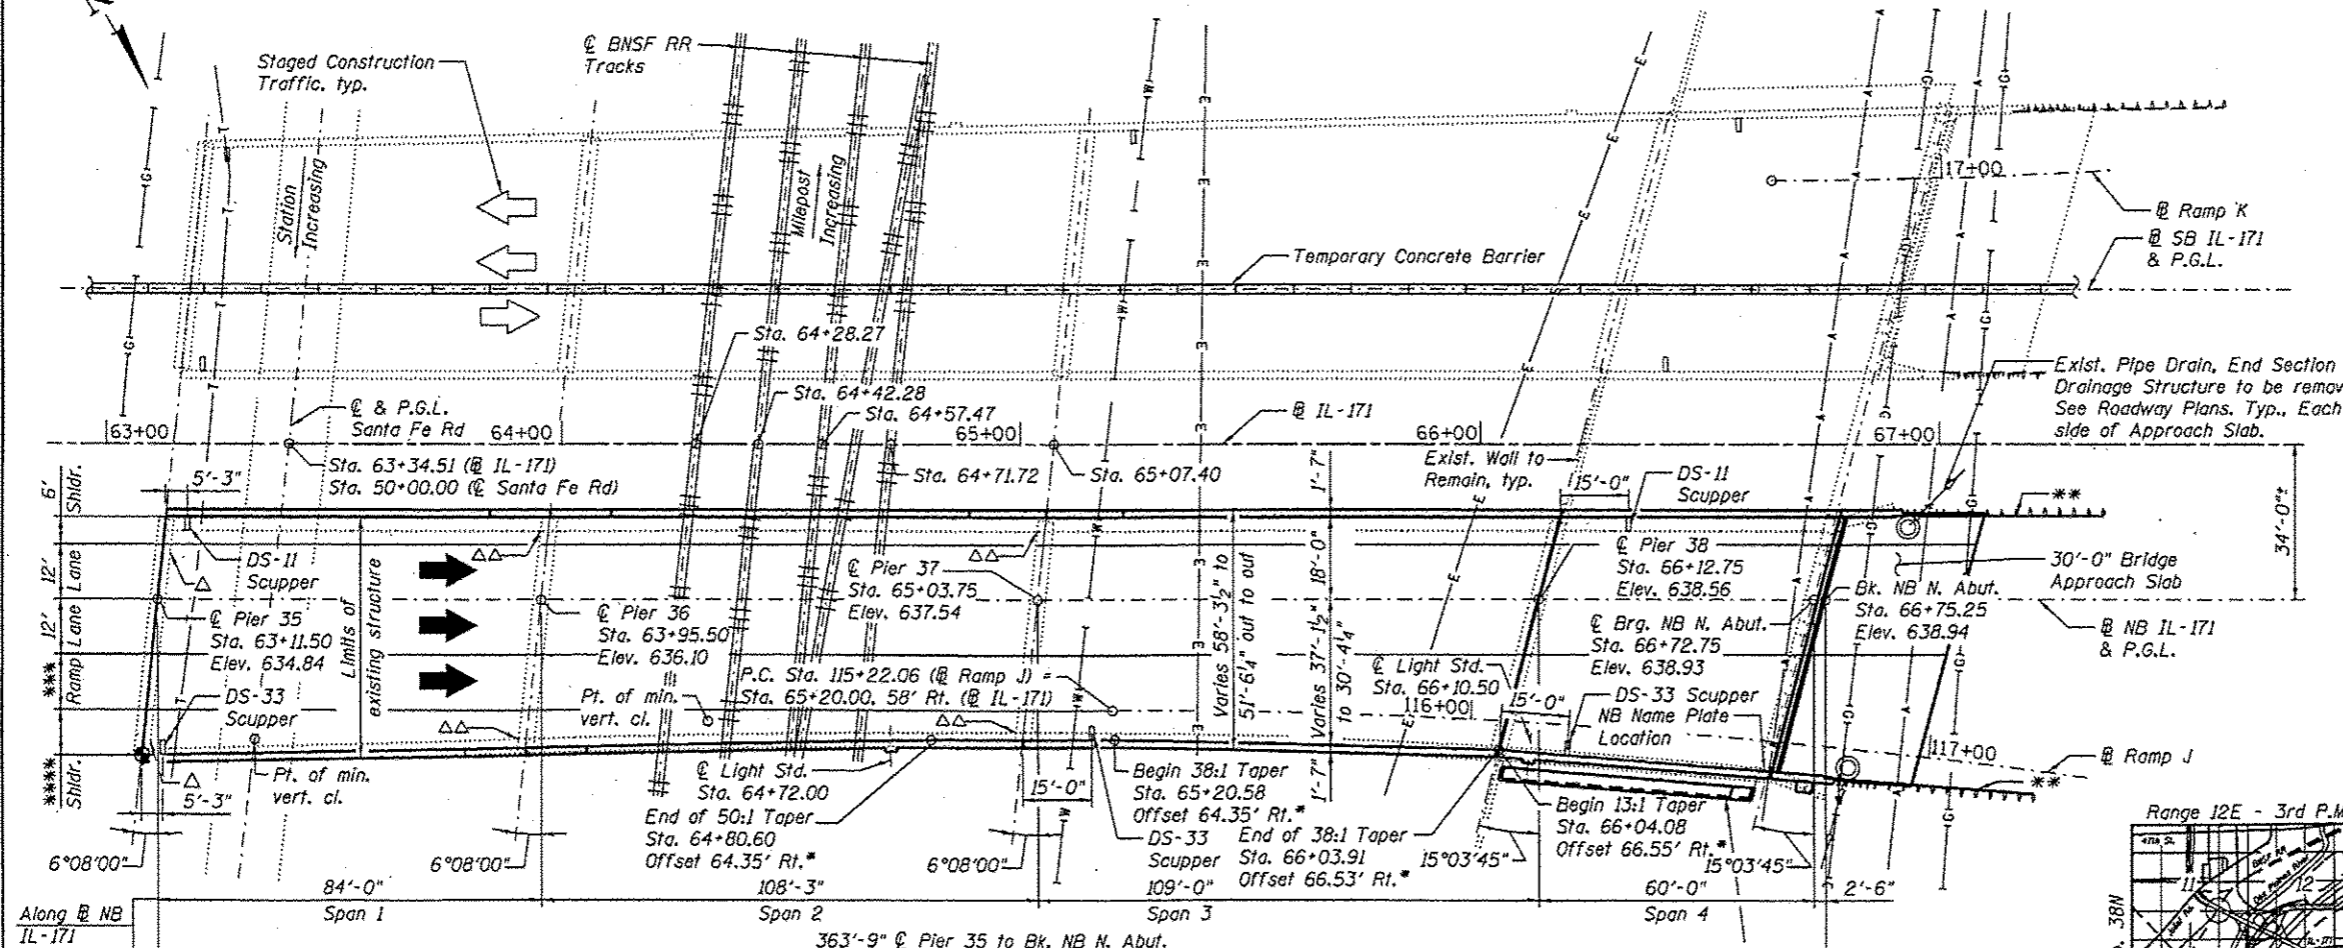 Staged Construction
Traffic, typ.
℄ BNSF RR
Tracks
Station
Increasing
Milepost
Increasing
17+00
℔ Ramp K
℔ SB IL-171
& P.G.L.
Temporary Concrete Barrier
Sta. 64+28.27
Sta. 64+42.28
Sta. 64+57.47
Sta. 64+71.72
Sta. 65+07.40
℄ & P.G.L.
Santa Fe Rd
63+00
64+00
65+00
66+00
67+00
℔ IL-171
Sta. 63+34.51 (℔ IL-171)
Sta. 50+00.00 (℄ Santa Fe Rd)
Exist. Wall to
Remain, typ.
Exist. Pipe Drain, End Section
Drainage Structure to be remov
See Roadway Plans. Typ., Each
side of Approach Slab.
6'
Shldr.
12'
Lane
12'
Lane
***
Ramp
****
Shldr.
5'-3"
DS-11
Scupper
△
℄ Pier 35
Sta. 63+11.50
Elev. 634.84
DS-33
Scupper
△
5'-3"
Pt. of min.
vert. cl.
Limits of
existing structure
△△
△△
△△
△△
℄ Pier 36
Sta. 63+95.50
Elev. 636.10
℄ Pier 37
Sta. 65+03.75
Elev. 637.54
P.C. Sta. 115+22.06 (℔ Ramp J) =
Sta. 65+20.00, 58' Rt. (℔ IL-171)
Pt. of min.
vert. cl.
℄ Light Std.
Sta. 64+72.00
End of 50:1 Taper
Sta. 64+80.60
Offset 64.35' Rt.*
15'-0"
Begin 38:1 Taper
Sta. 65+20.58
Offset 64.35' Rt.*
DS-33
Scupper
End of 38:1 Taper
Sta. 66+03.91
Offset 66.53' Rt.*
Varies 58'-3½" to
51'-6¼" out to out
1'-7"
18'-0"
Varies 37'-1½"
to 30'-4¼"
1'-7"
15'-0"
DS-11
Scupper
℄ Pier 38
Sta. 66+12.75
Elev. 638.56
℄ Brg. NB N. Abut.
Sta. 66+72.75
Elev. 638.93
℄ Light Std.
Sta. 66+10.50
116+00
15'-0"
DS-33 Scupper
NB Name Plate
Location
Bk. NB N. Abut.
Sta. 66+75.25
Elev. 638.94
**
30'-0" Bridge
Approach Slab
34'-0"±
℔ NB IL-171
& P.G.L.
117+00
℔ Ramp J
**
Begin 13:1 Taper
Sta. 66+04.08
Offset 66.55' Rt.*
6°08'00"
6°08'00"
6°08'00"
15°03'45"
15°03'45"
84'-0"
108'-3"
109'-0"
60'-0"
2'-6"
Span 1
Span 2
Span 3
Span 4
Along ℔ NB
IL-171
363'-9" ℄ Pier 35 to Bk. NB N. Abut.
Range 12E - 3rd P.M
38N
11
12